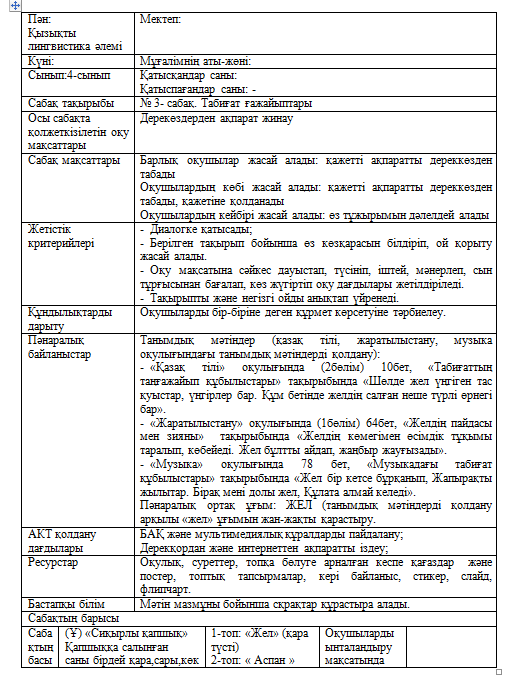 Пән:
Қызықты
лингвистика әлемі
Мектеп:
Күні:
Мұғалімнің аты-жөні:
Сынып:4-сынып
Қатысқандар саны:
Қатыспағандар саны: -
Сабақ тақырыбы
№ 3- сабақ. Табиғат ғажайыптары
Осы сабақта
қолжеткізілетін оқу
мақсаттары
Дерекөздерден ақпарат жинау
Сабақ мақсаттары
Барлық оқушылар жасай алады: қажетті ақпаратты дереккөзден
табады
Оқушылардың көбі жасай алады: қажетті ақпаратты дереккөзден
табады, қажетіне қолданады
Оқушылардың кейбірі жасай алады: өз тұжырымын дәлелдей алады
Жетістік
критерийлері
- Диалогке қатысады;
- Берілген тақырып бойынша өз көзқарасын білдіріп, ой қорыту
жасай алады.
- Оқу мақсатына сәйкес дауыстап, түсініп, іштей, мәнерлеп, сын
тұрғысынан бағалап, көз жүгіртіп оқу дағдылары жетілдіріледі.
- Тақырыпты және негізгі ойды анықтап үйренеді.
Құндылықтарды
дарыту
Оқушыларды бір-біріне деген құрмет көрсетуіне тәрбиелеу.
Пәнаралық
байланыстар
Танымдық мәтіндер (қазақ тілі, жаратылыстану, музыка
оқулығындағы танымдық мәтіндерді қолдану):
- «Қазақ тілі» оқулығында (2бөлім) 10бет, «Табиғаттың
таңғажайып құбылыстары» тақырыбында «Шөлде жел үңгіген тас
қуыстар, үңгірлер бар. Құм бетінде желдің салған неше түрлі өрнегі
бар».
- «Жаратылыстану» оқулығында (1бөлім) 64бет, «Желдің пайдасы
мен зияны» тақырыбында «Желдің көмегімен өсімдік тұқымы
таралып, көбейеді. Жел бұлтты айдап, жаңбыр жауғызады».
- «Музыка» оқулығында 78 бет, «Музыкадағы табиғат
құбылыстары» тақырыбында «Жел бір кетсе бұрқанып, Жапырақты
жылытар. Бірақ мені долы жел, Құлата алмай келеді».
Пәнаралық ортақ ұғым: ЖЕЛ (танымдық мәтіндерді қолдану
арқылы «жел» ұғымын жан-жақты қарастыру.
АКТ қолдану
дағдылары
БАҚ және мультимедиялық құралдарды пайдалану;
Дерекқордан және интернеттен ақпаратты іздеу;
Ресурстар
Оқулық, суреттер, топқа бөлуге арналған кеспе қағаздар және
постер, топтық тапсырмалар, кері байланыс, стикер, слайд,
флипчарт.
Бастапқы білім
Мәтін мазмұны бойынша сұрақтар құрастыра алады.
Сабақтың барысы
Саба
қтың
басы
(Ұ) «Сиқырлы қапшық»
Қапшыққа салынған
саны бірдей қара,сары,көк
1-топ: «Жел» (қара
түсті)
2-топ: « Аспан »
Оқушыларды
ынталандыру
мақсатында